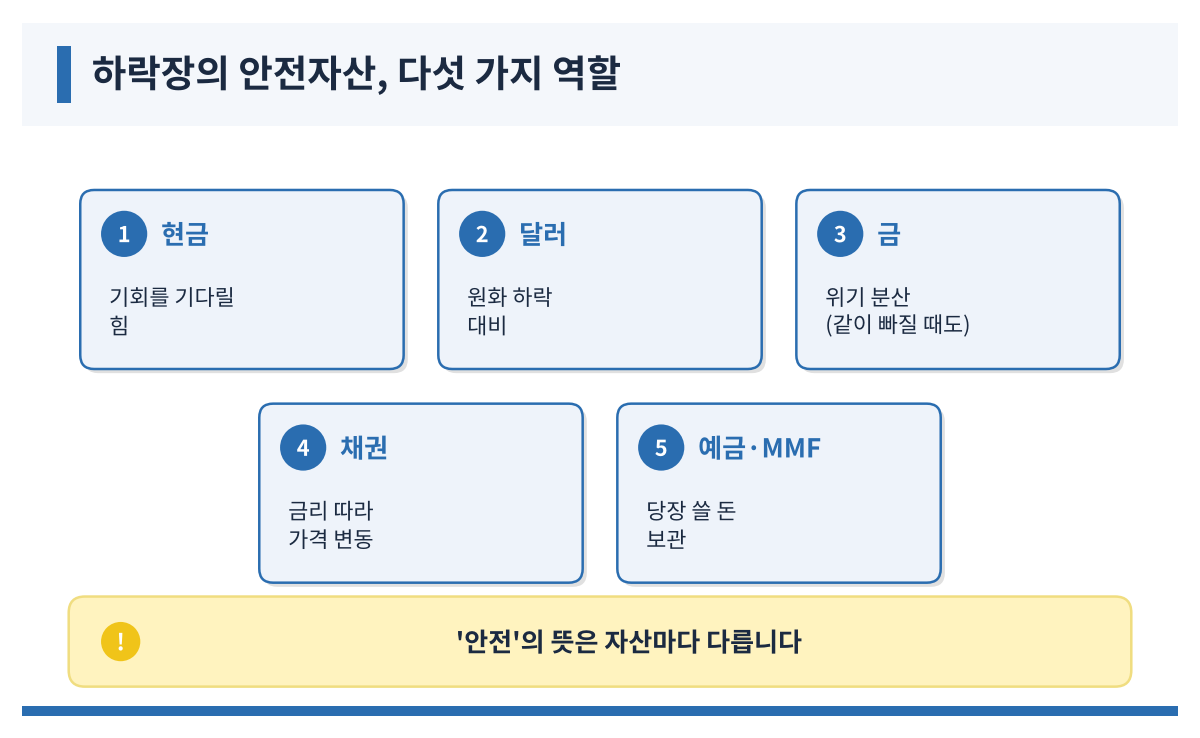 하락장의 안전자산, 다섯 가지 역할
1 현금
기회를 기다릴
힘
2 달러
원화 하락
대비
3 금
위기 분산
(같이 빠질 때도)
4 채권
금리 따라
가격 변동
5 예금·MMF
당장 쓸 돈
보관
!
'안전'의 뜻은 자산마다 다릅니다